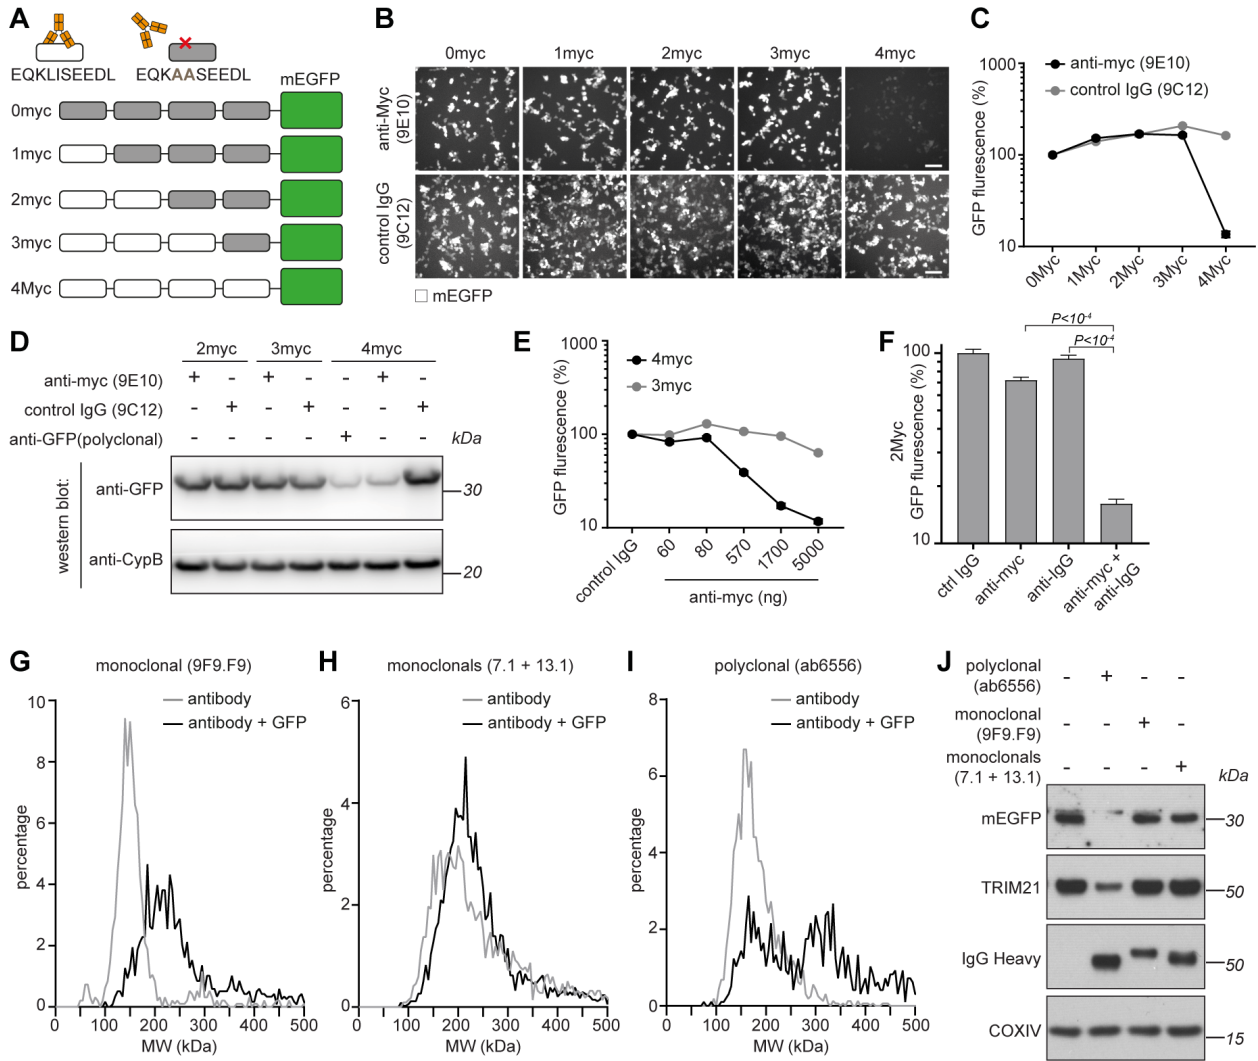 A
EQKLISEEDL
EQKAASEEDL
mEGFP
0myc
1myc
2myc
3myc
4Myc
B
0myc
1myc
2myc
3myc
4myc
anti-Myc
(9E10)
control IgG
(9C12)
mEGFP
C
anti-myc (9E10)
control IgG (9C12)
GFP flurescence (%)
1000
100
10
0Myc
1Myc
2Myc
3Myc
4Myc
D
2myc
3myc
4myc
anti-myc (9E10) + - + - - + -
control IgG (9C12) - + - + - - +
anti-GFP(polyclonal) - - - - + - -
kDa
western blot:
anti-GFP
30
anti-CypB
20
E
4myc
3myc
GFP flurescence (%)
1000
100
10
control IgG
60
80
570
1700
5000
anti-myc (ng)
F
P<10-4
P<10-4
2Myc
GFP flurescence (%)
100
10
ctrl IgG
anti-myc
anti-IgG
anti-myc +
anti-IgG
G
monoclonal (9F9.F9)
antibody
antibody + GFP
percentage
10
8
6
4
2
0
0 100 200 300 400 500
MW (kDa)
H
monoclonals (7.1 + 13.1)
antibody
antibody + GFP
percentage
6
4
2
0
0 100 200 300 400 500
MW (kDa)
I
polyclonal (ab6556)
antibody
antibody + GFP
percentage
8
6
4
2
0
0 100 200 300 400 500
MW (kDa)
J
polyclonal
(ab6556) - + - -
monoclonal
(9F9.F9) - - + -
monoclonals
(7.1 + 13.1) - - - +
kDa
mEGFP
30
TRIM21
50
IgG Heavy
50
COXIV
15